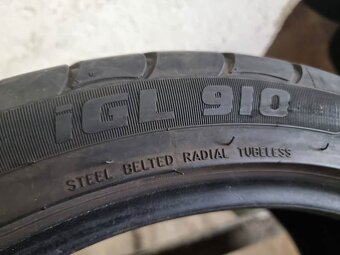 iGL 910
STEEL BELTED RADIAL TUBELESS